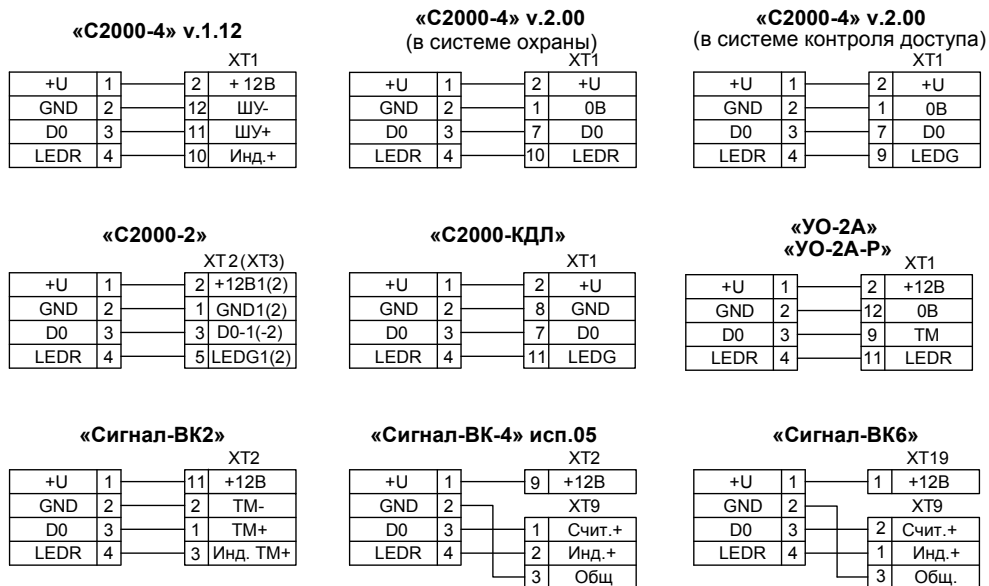 «С2000-4» v.1.12
XT1
+U 1 2 + 12В
GND 2 12 ШУ-
D0 3 11 ШУ+
LEDR 4 10 Инд.+
«С2000-4» v.2.00
(в системе охраны)
XT1
+U 1 2 +U
GND 2 1 0В
D0 3 7 D0
LEDR 4 10 LEDR
«С2000-4» v.2.00
(в системе контроля доступа)
XT1
+U 1 2 +U
GND 2 1 0В
D0 3 7 D0
LEDR 4 9 LEDG
«С2000-2»
XT2(XT3)
+U 1 2 +12В1(2)
GND 2 1 GND1(2)
D0 3 3 D0-1(-2)
LEDR 4 5 LEDG1(2)
«С2000-КДЛ»
XT1
+U 1 2 +U
GND 2 8 GND
D0 3 7 D0
LEDR 4 11 LEDG
«УО-2А»
«УО-2А-Р»
XT1
+U 1 2 +12В
GND 2 12 0В
D0 3 9 ТМ
LEDR 4 11 LEDR
«Сигнал-ВК2»
XT2
+U 1 11 +12В
GND 2 2 ТМ-
D0 3 1 ТМ+
LEDR 4 3 Инд. ТМ+
«Сигнал-ВК-4» исп.05
XT2
+U 1 9 +12В
GND 2 XT9
D0 3 1 Счит.+
LEDR 4 2 Инд.+
3 Общ
«Сигнал-ВК6»
XT19
+U 1 1 +12В
GND 2 XT9
D0 3 2 Счит.+
LEDR 4 1 Инд.+
3 Общ.